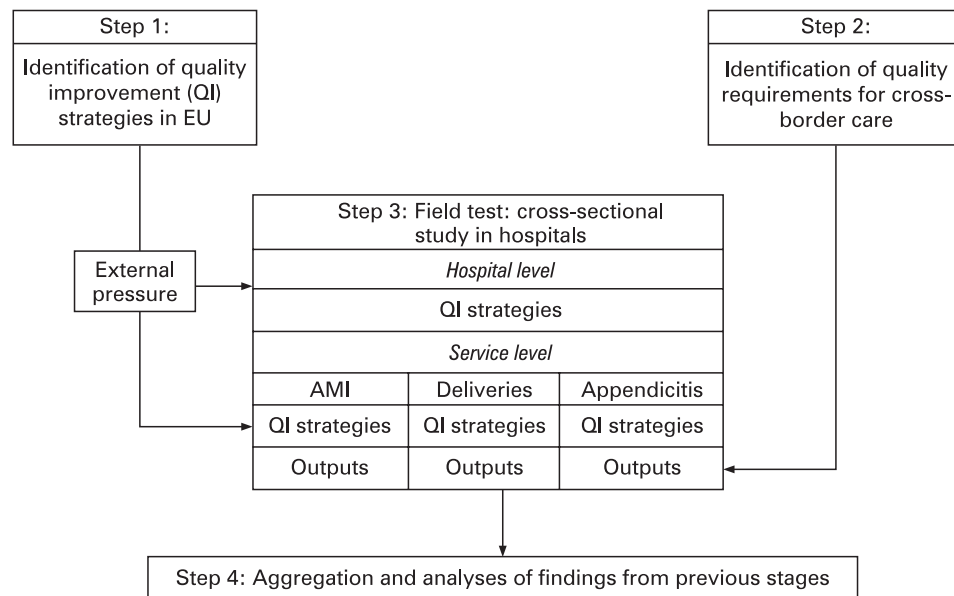 Step 1:
Identification of quality
improvement (QI)
strategies in EU
Step 2:
Identification of quality
requirements for cross-
border care
External
pressure
Step 3: Field test: cross-sectional
study in hospitals
Hospital level
QI strategies
Service level
AMI
Deliveries
Appendicitis
QI strategies
QI strategies
QI strategies
Outputs
Outputs
Outputs
Step 4: Aggregation and analyses of findings from previous stages